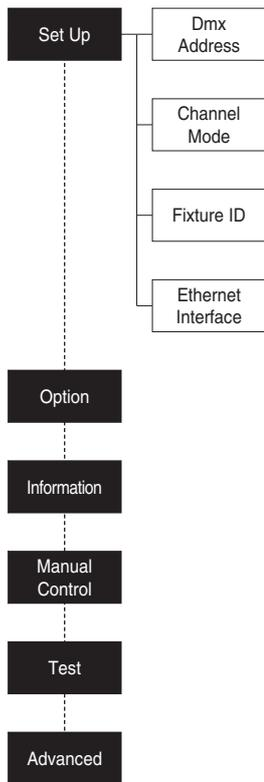 Set Up
Dmx
Address
Channel
Mode
Fixture ID
Ethernet
Interface
Option
Information
Manual
Control
Test
Advanced